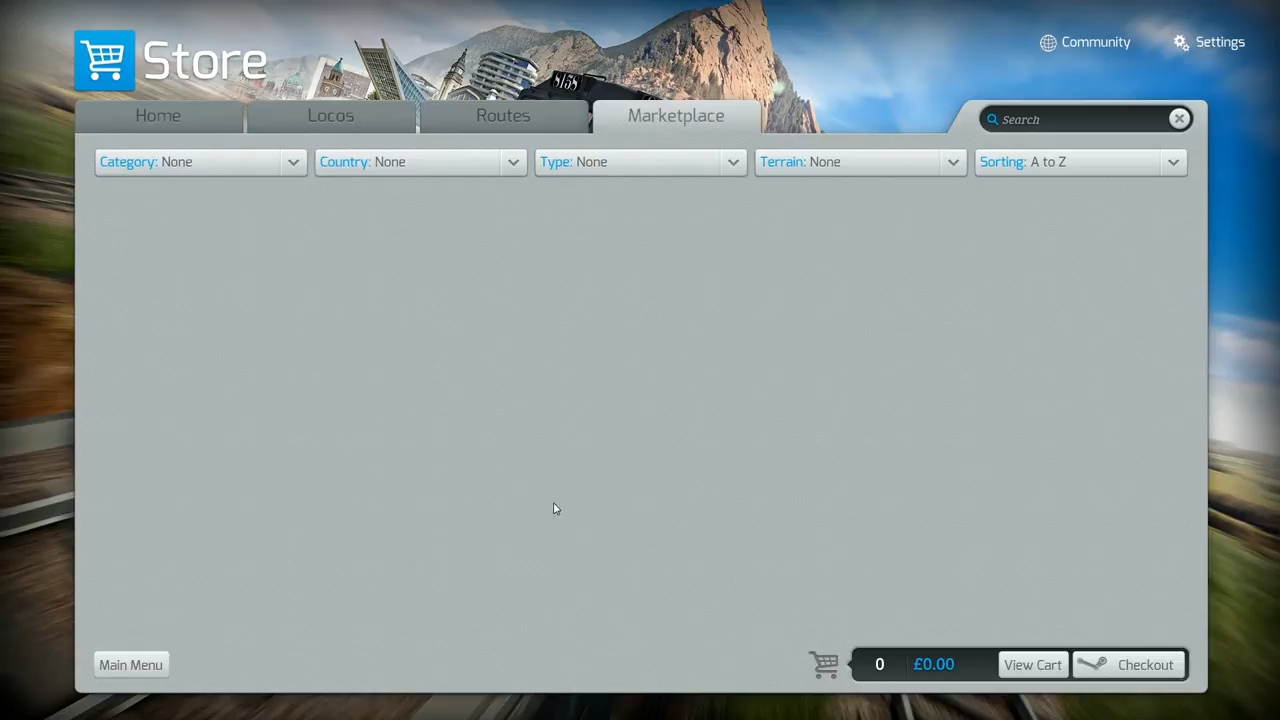 Store
8158
Community
Settings
Home
Locos
Routes
Marketplace
Search
Category: None
Country: None
Type: None
Terrain: None
Sorting: A to Z
Main Menu
0
£0.00
View Cart
Checkout